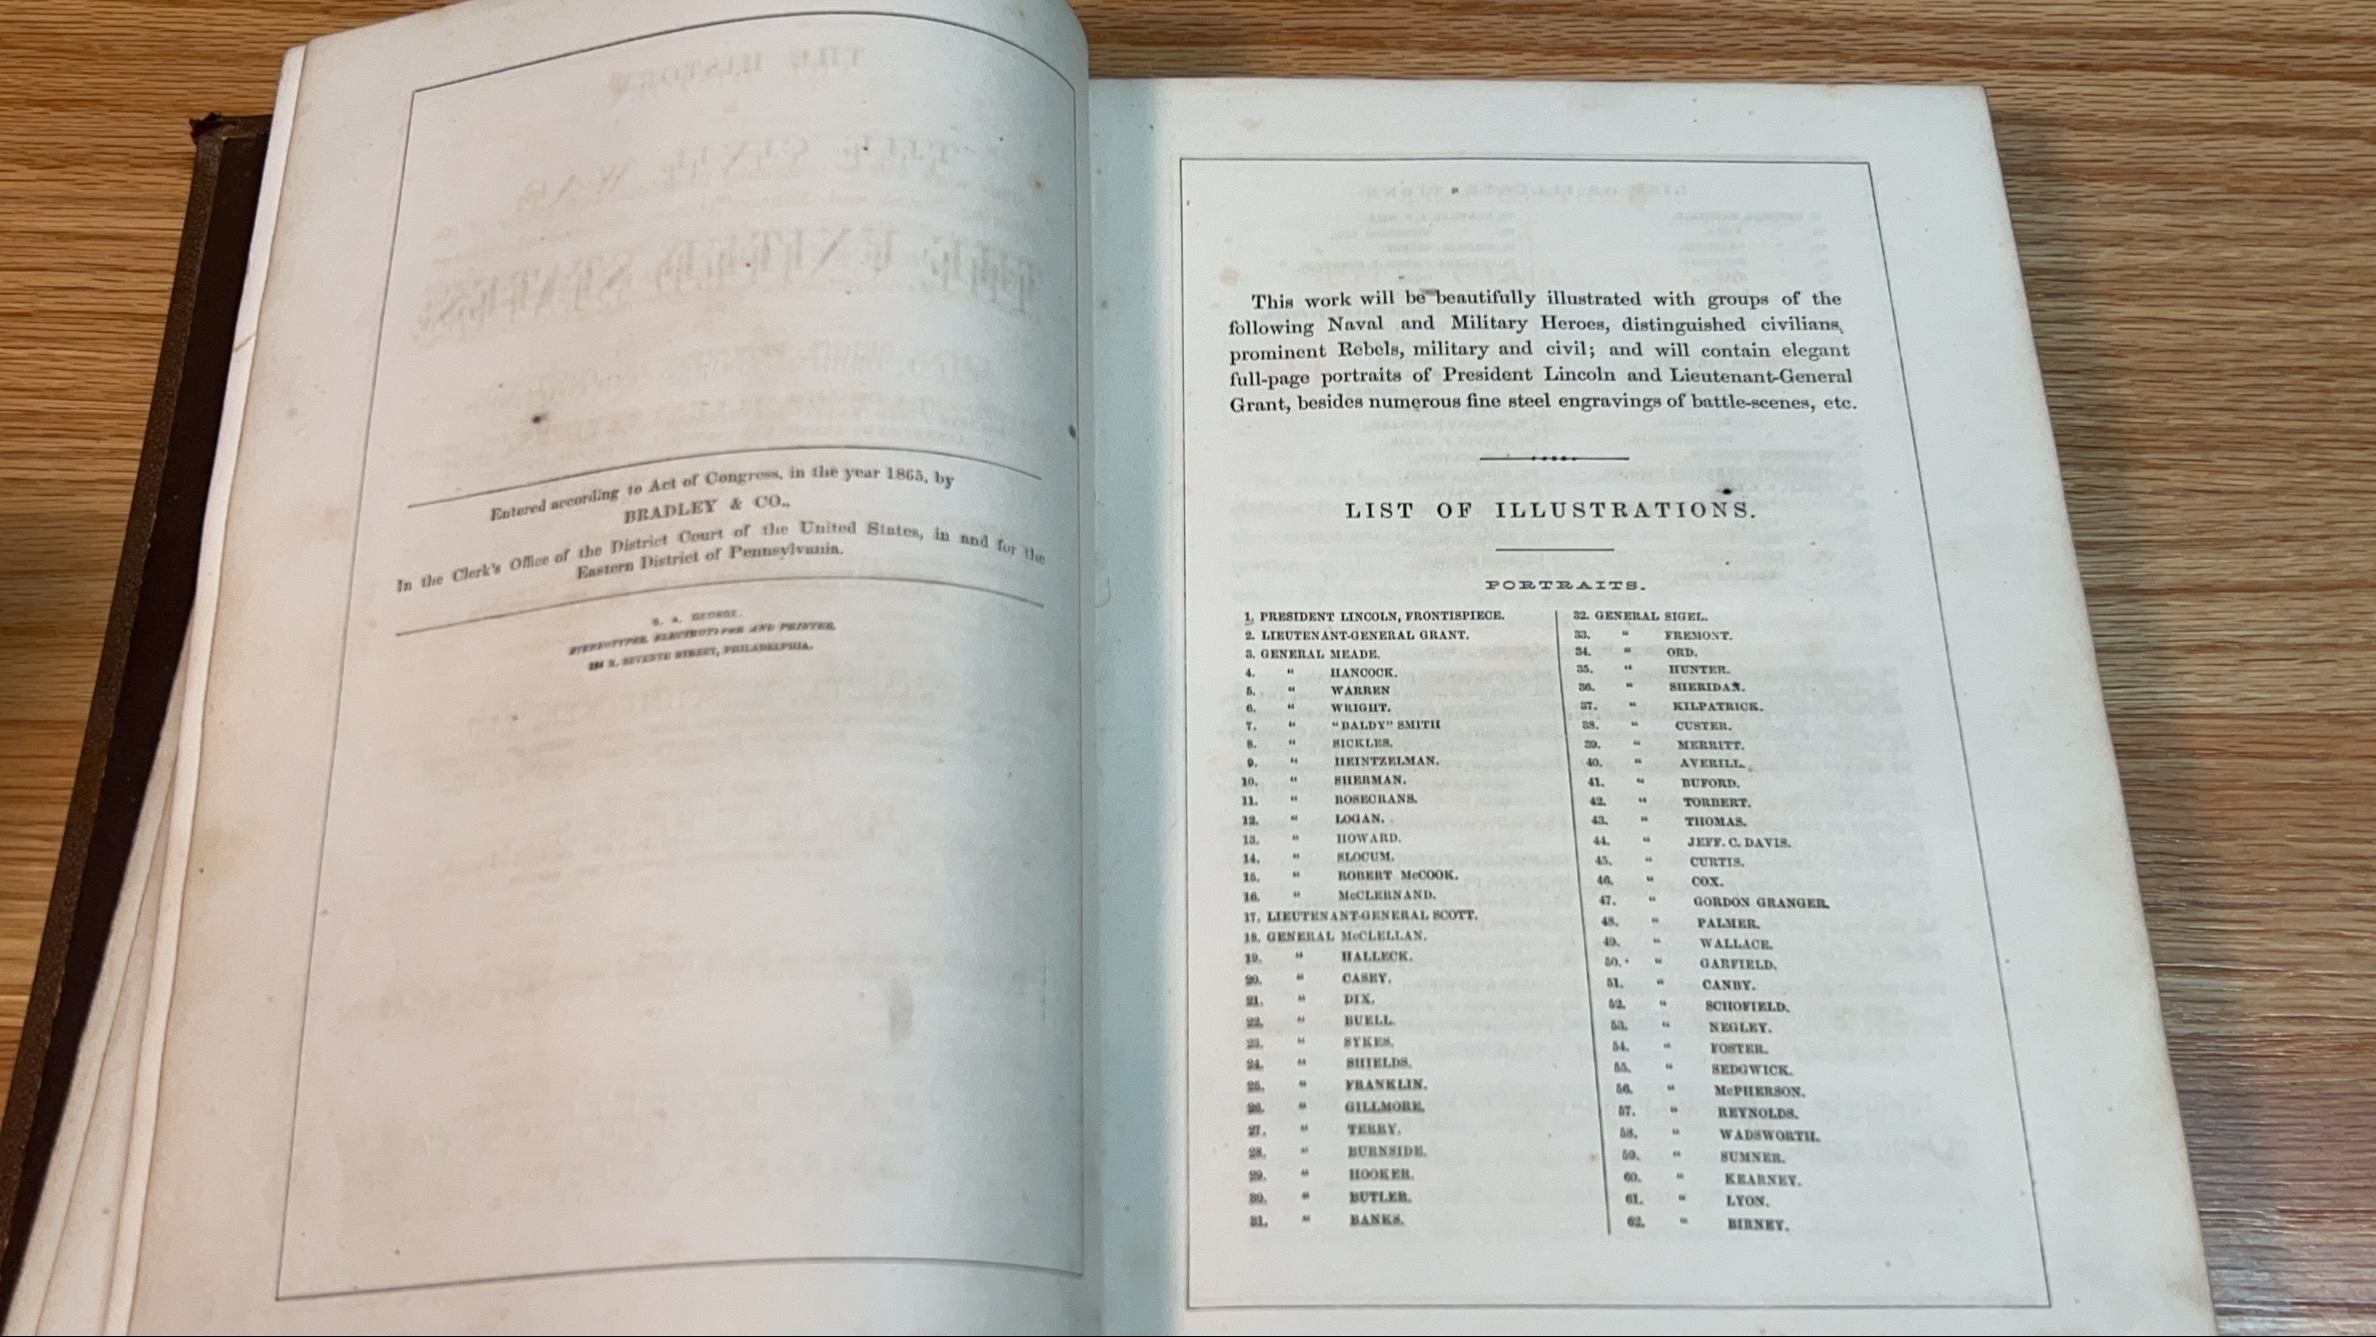 Entered according to Act of Congress, in the year 1865, by
BRADLEY & CO.,
In the Clerk's Office of the District Court of the United States, in and for the
Eastern District of Pennsylvania.
S. A. GEORGE,
STEREOTYPER, ELECTROTYPER AND PRINTER,
124 N. SEVENTH STREET, PHILADELPHIA.
This work will be beautifully illustrated with groups of the
following Naval and Military Heroes, distinguished civilians,
prominent Rebels, military and civil; and will contain elegant
full-page portraits of President Lincoln and Lieutenant-General
Grant, besides numerous fine steel engravings of battle-scenes, etc.
LIST OF ILLUSTRATIONS.
PORTRAITS.
1. PRESIDENT LINCOLN, FRONTISPIECE.
2. LIEUTENANT-GENERAL GRANT.
3. GENERAL MEADE.
4. " HANCOCK.
5. " WARREN
6. " WRIGHT.
7. " "BALDY" SMITH
8. " SICKLES.
9. " HEINTZELMAN.
10. " SHERMAN.
11. " ROSECRANS.
12. " LOGAN.
13. " HOWARD.
14. " SLOCUM.
15. " ROBERT McCOOK.
16. " McCLERNAND.
17. LIEUTENANT-GENERAL SCOTT.
18. GENERAL McCLELLAN.
19. " HALLECK.
20. " CASEY.
21. " DIX.
22. " BUELL.
23. " SYKES.
24. " SHIELDS.
25. " FRANKLIN.
26. " GILLMORE.
27. " TERRY.
28. " BURNSIDE.
29. " HOOKER.
30. " BUTLER.
31. " BANKS.
32. GENERAL SIGEL.
33. " FREMONT.
34. " ORD.
35. " HUNTER.
36. " SHERIDAN.
37. " KILPATRICK.
38. " CUSTER.
39. " MERRITT.
40. " AVERILL.
41. " BUFORD.
42. " TORBERT.
43. " THOMAS.
44. " JEFF. C. DAVIS.
45. " CURTIS.
46. " COX.
47. " GORDON GRANGER.
48. " PALMER.
49. " WALLACE.
50. " GARFIELD.
51. " CANBY.
52. " SCHOFIELD.
53. " NEGLEY.
54. " FOSTER.
55. " SEDGWICK.
56. " McPHERSON.
57. " REYNOLDS.
58. " WADSWORTH.
59. " SUMNER.
60. " KEARNEY.
61. " LYON.
62. " BIRNEY.